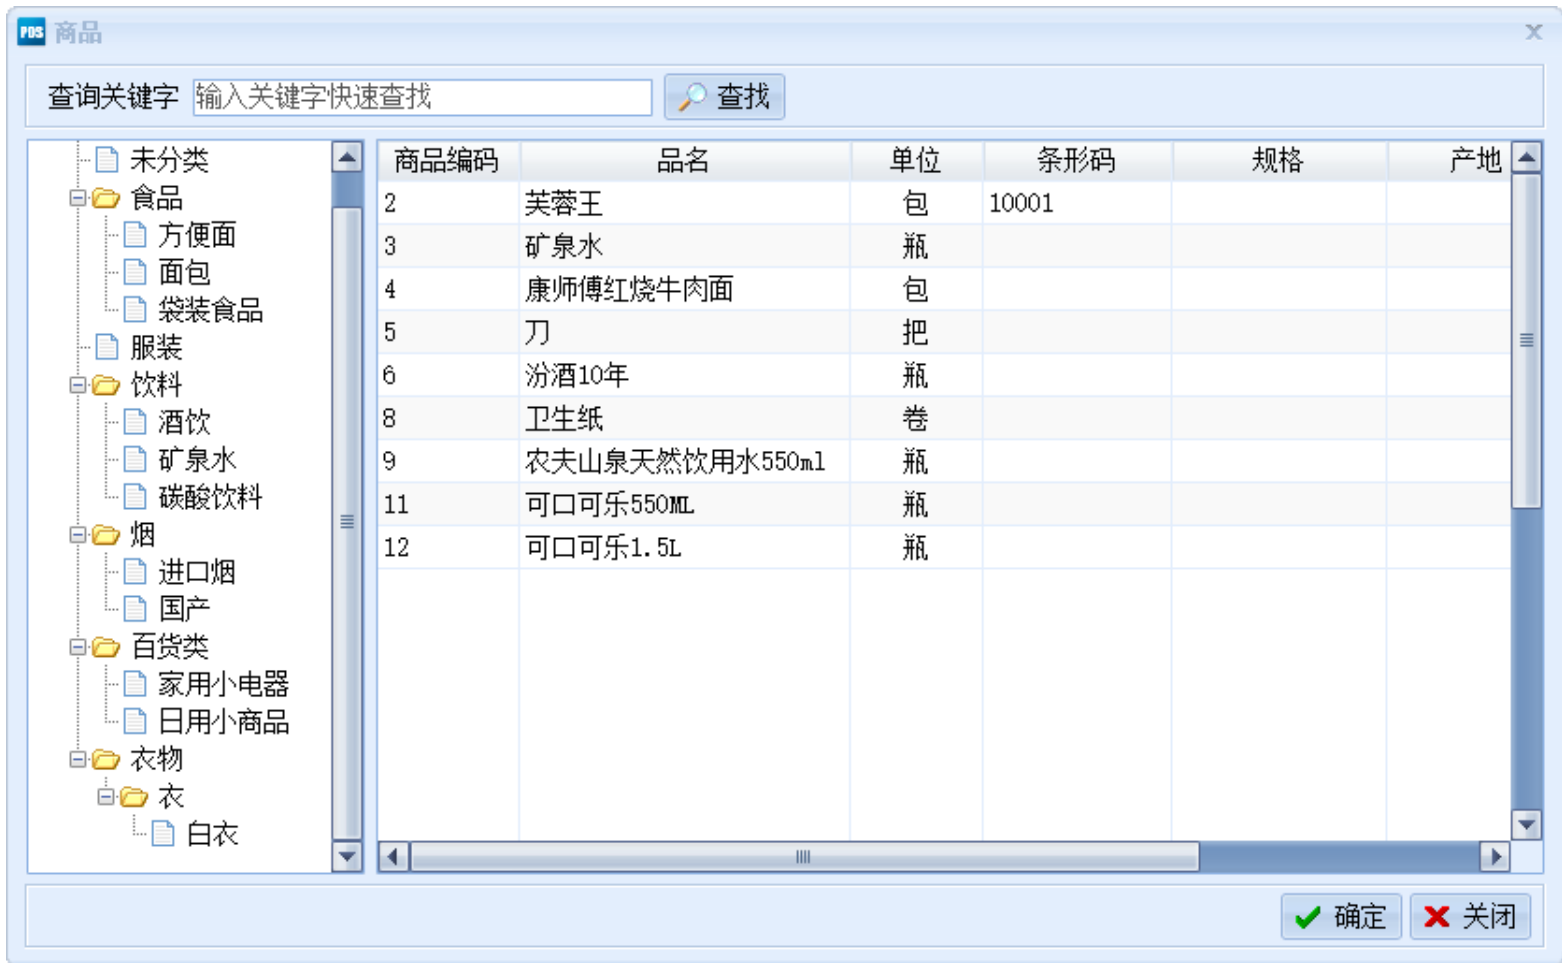 PDS 商品
查询关键字 输入关键字快速查找 查找
未分类
食品
方便面
面包
袋装食品
服装
饮料
酒饮
矿泉水
碳酸饮料
烟
进口烟
国产
百货类
家用小电器
日用小商品
衣物
衣
白衣
商品编码 品名 单位 条形码 规格 产地
2 芙蓉王 包 10001
3 矿泉水 瓶
4 康师傅红烧牛肉面 包
5 刀 把
6 汾酒10年 瓶
8 卫生纸 卷
9 农夫山泉天然饮用水550ml 瓶
11 可口可乐550ML 瓶
12 可口可乐1.5L 瓶
确定 关闭